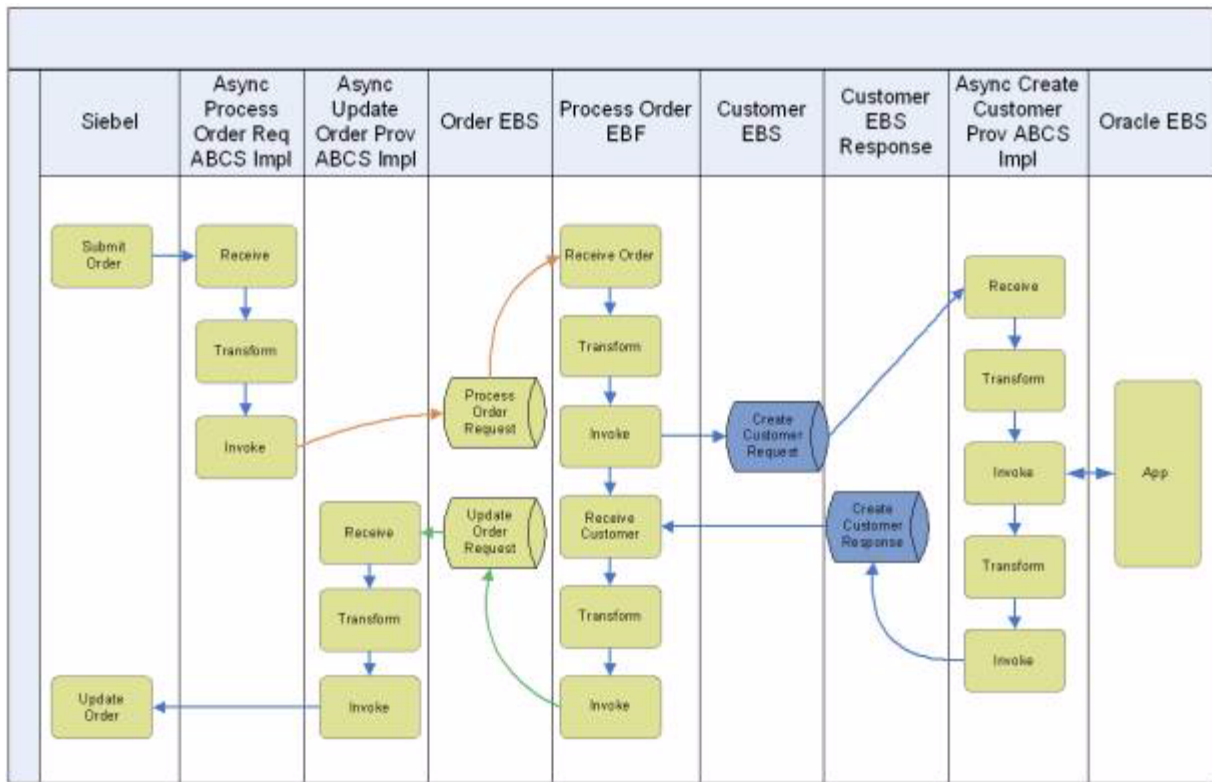 Siebel
Async
Process
Order Req
ABCS Impl
Async
Update
Order Prov
ABCS Impl
Order EBS
Process Order
EBF
Customer
EBS
Customer
EBS
Response
Async Create
Customer
Prov ABCS
Impl
Oracle EBS
Submit
Order
Receive
Transform
Invoke
Process
Order
Request
Receive Order
Transform
Invoke
Create
Customer
Request
Receive
Transform
Invoke
App
Receive
Transform
Invoke
Update
Order
Request
Receive
Customer
Transform
Invoke
Create
Customer
Response
Transform
Invoke
Update
Order